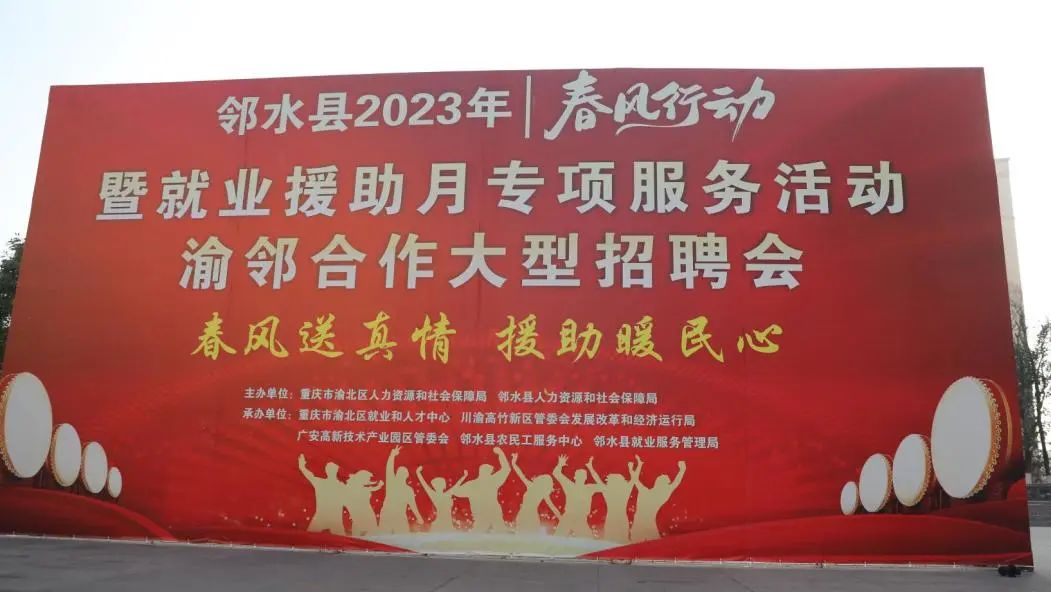 邻水县2023年|春风行动
暨就业援助月专项服务活动
渝邻合作大型招聘会
春风送真情 援助暖民心
主办单位：重庆市渝北区人力资源和社会保障局 邻水县人力资源和社会保障局
承办单位：重庆市渝北区就业和人才中心 川渝高竹新区管委会发展改革和经济运行局
广安高新技术产业园区管委会 邻水县农民工服务中心 邻水县就业服务管理局